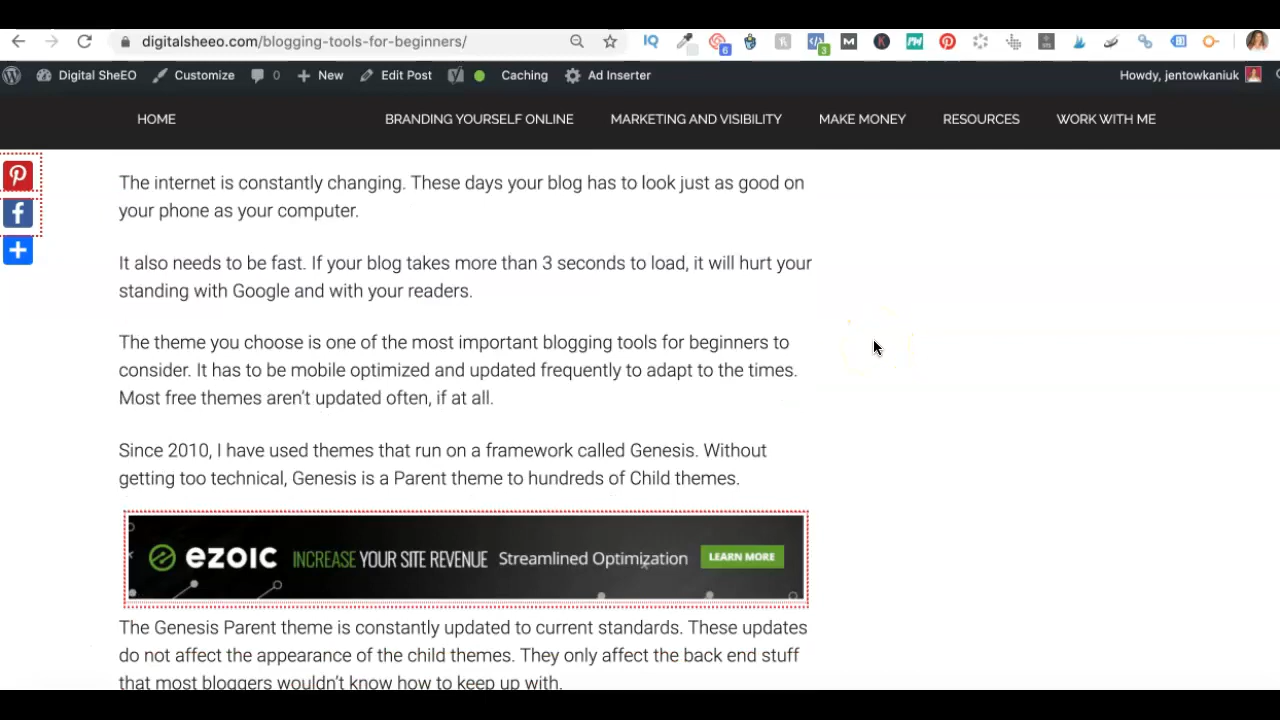 digitalsheeo.com/blogging-tools-for-beginners/
IQ 6 3 M K
Digital SheEO Customize 0 New Edit Post Caching Ad Inserter Howdy, jentowkaniuk
HOME BRANDING YOURSELF ONLINE MARKETING AND VISIBILITY MAKE MONEY RESOURCES WORK WITH ME
The internet is constantly changing. These days your blog has to look just as good on
your phone as your computer.
It also needs to be fast. If your blog takes more than 3 seconds to load, it will hurt your
standing with Google and with your readers.
The theme you choose is one of the most important blogging tools for beginners to
consider. It has to be mobile optimized and updated frequently to adapt to the times.
Most free themes aren't updated often, if at all.
Since 2010, I have used themes that run on a framework called Genesis. Without
getting too technical, Genesis is a Parent theme to hundreds of Child themes.
ezoic INCREASE YOUR SITE REVENUE Streamlined Optimization LEARN MORE
The Genesis Parent theme is constantly updated to current standards. These updates
do not affect the appearance of the child themes. They only affect the back end stuff
that most bloggers wouldn't know how to keep up with.